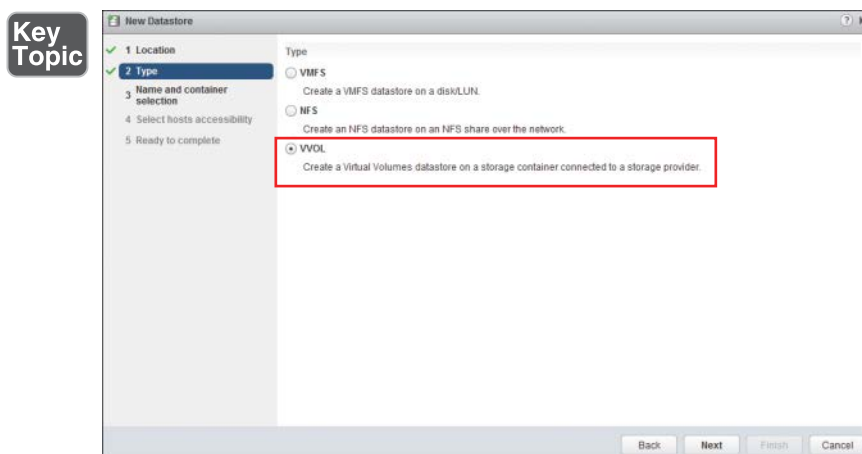 Key
Topic
New Datastore
1 Location
2 Type
3 Name and container
selection
4 Select hosts accessibility
5 Ready to complete
Type
VMFS
Create a VMFS datastore on a disk/LUN.
NFS
Create an NFS datastore on an NFS share over the network.
VVOL
Create a Virtual Volumes datastore on a storage container connected to a storage provider.
Back Next Finish Cancel